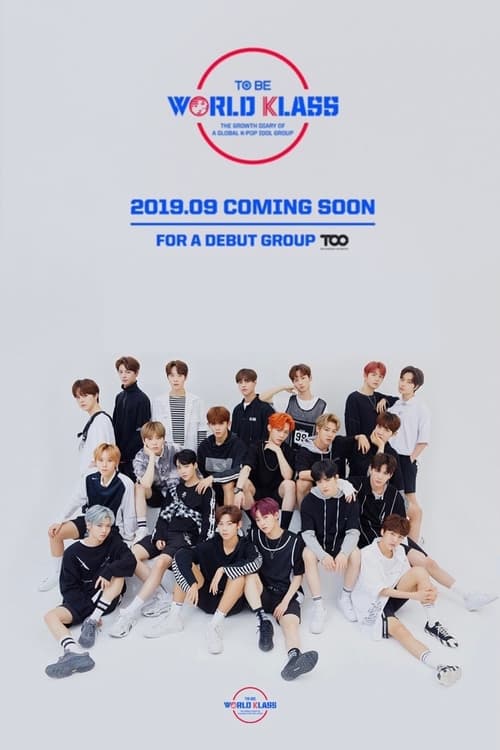 TO BE
WORLD KLASS
THE GROWTH DIARY OF
A GLOBAL K-POP IDOL GROUP
2019.09 COMING SOON
FOR A DEBUT GROUP TOO
98
TO BE
WORLD KLASS